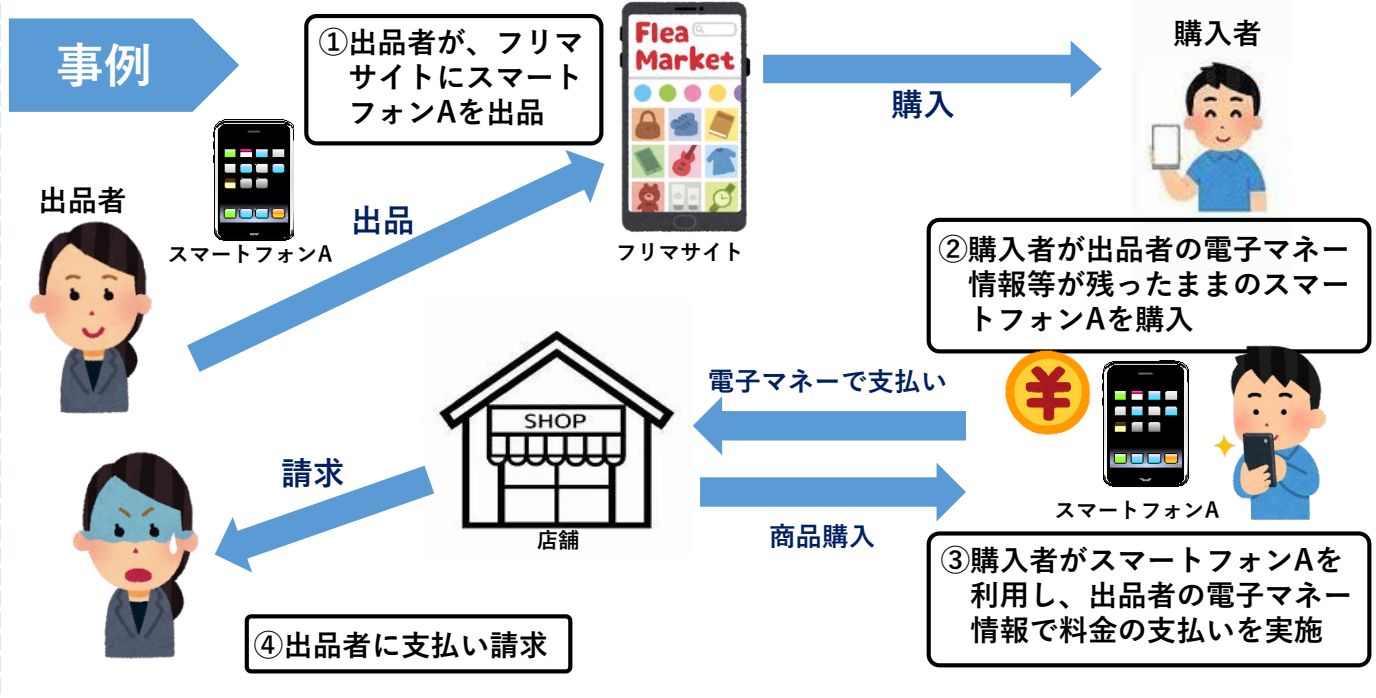 事例
①出品者が、フリマ
サイトにスマート
フォンAを出品
Flea
Market
購入者
購入
出品者
出品
スマートフォンA
フリマサイト
②購入者が出品者の電子マネー
情報等が残ったままのスマー
トフォンAを購入
電子マネーで支払い
¥
SHOP
請求
スマートフォンA
店舗
商品購入
③購入者がスマートフォンAを
利用し、出品者の電子マネー
情報で料金の支払いを実施
④出品者に支払い請求